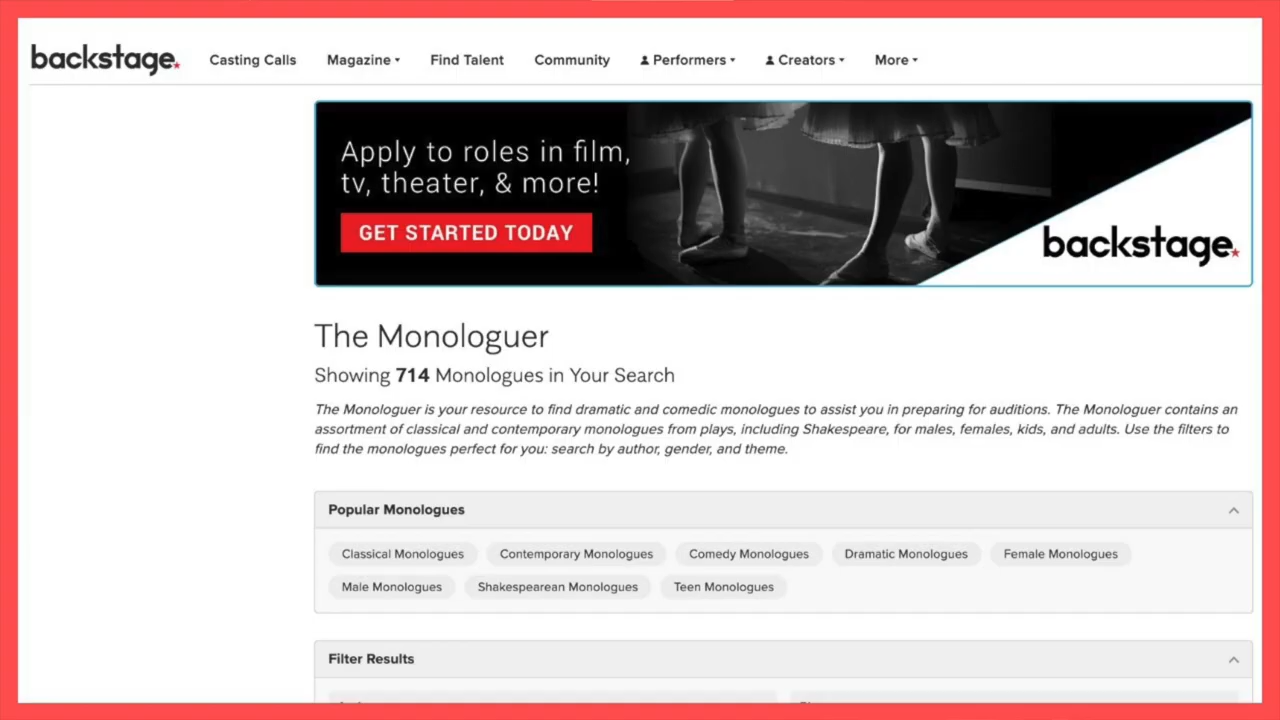 backstage.
Casting Calls
Magazine
Find Talent
Community
Performers
Creators
More
Apply to roles in film,
tv, theater, & more!
GET STARTED TODAY
backstage.
The Monologuer
Showing 714 Monologues in Your Search
The Monologuer is your resource to find dramatic and comedic monologues to assist you in preparing for auditions. The Monologuer contains an
assortment of classical and contemporary monologues from plays, including Shakespeare, for males, females, kids, and adults. Use the filters to
find the monologues perfect for you: search by author, gender, and theme.
Popular Monologues
Classical Monologues
Contemporary Monologues
Comedy Monologues
Dramatic Monologues
Female Monologues
Male Monologues
Shakespearean Monologues
Teen Monologues
Filter Results